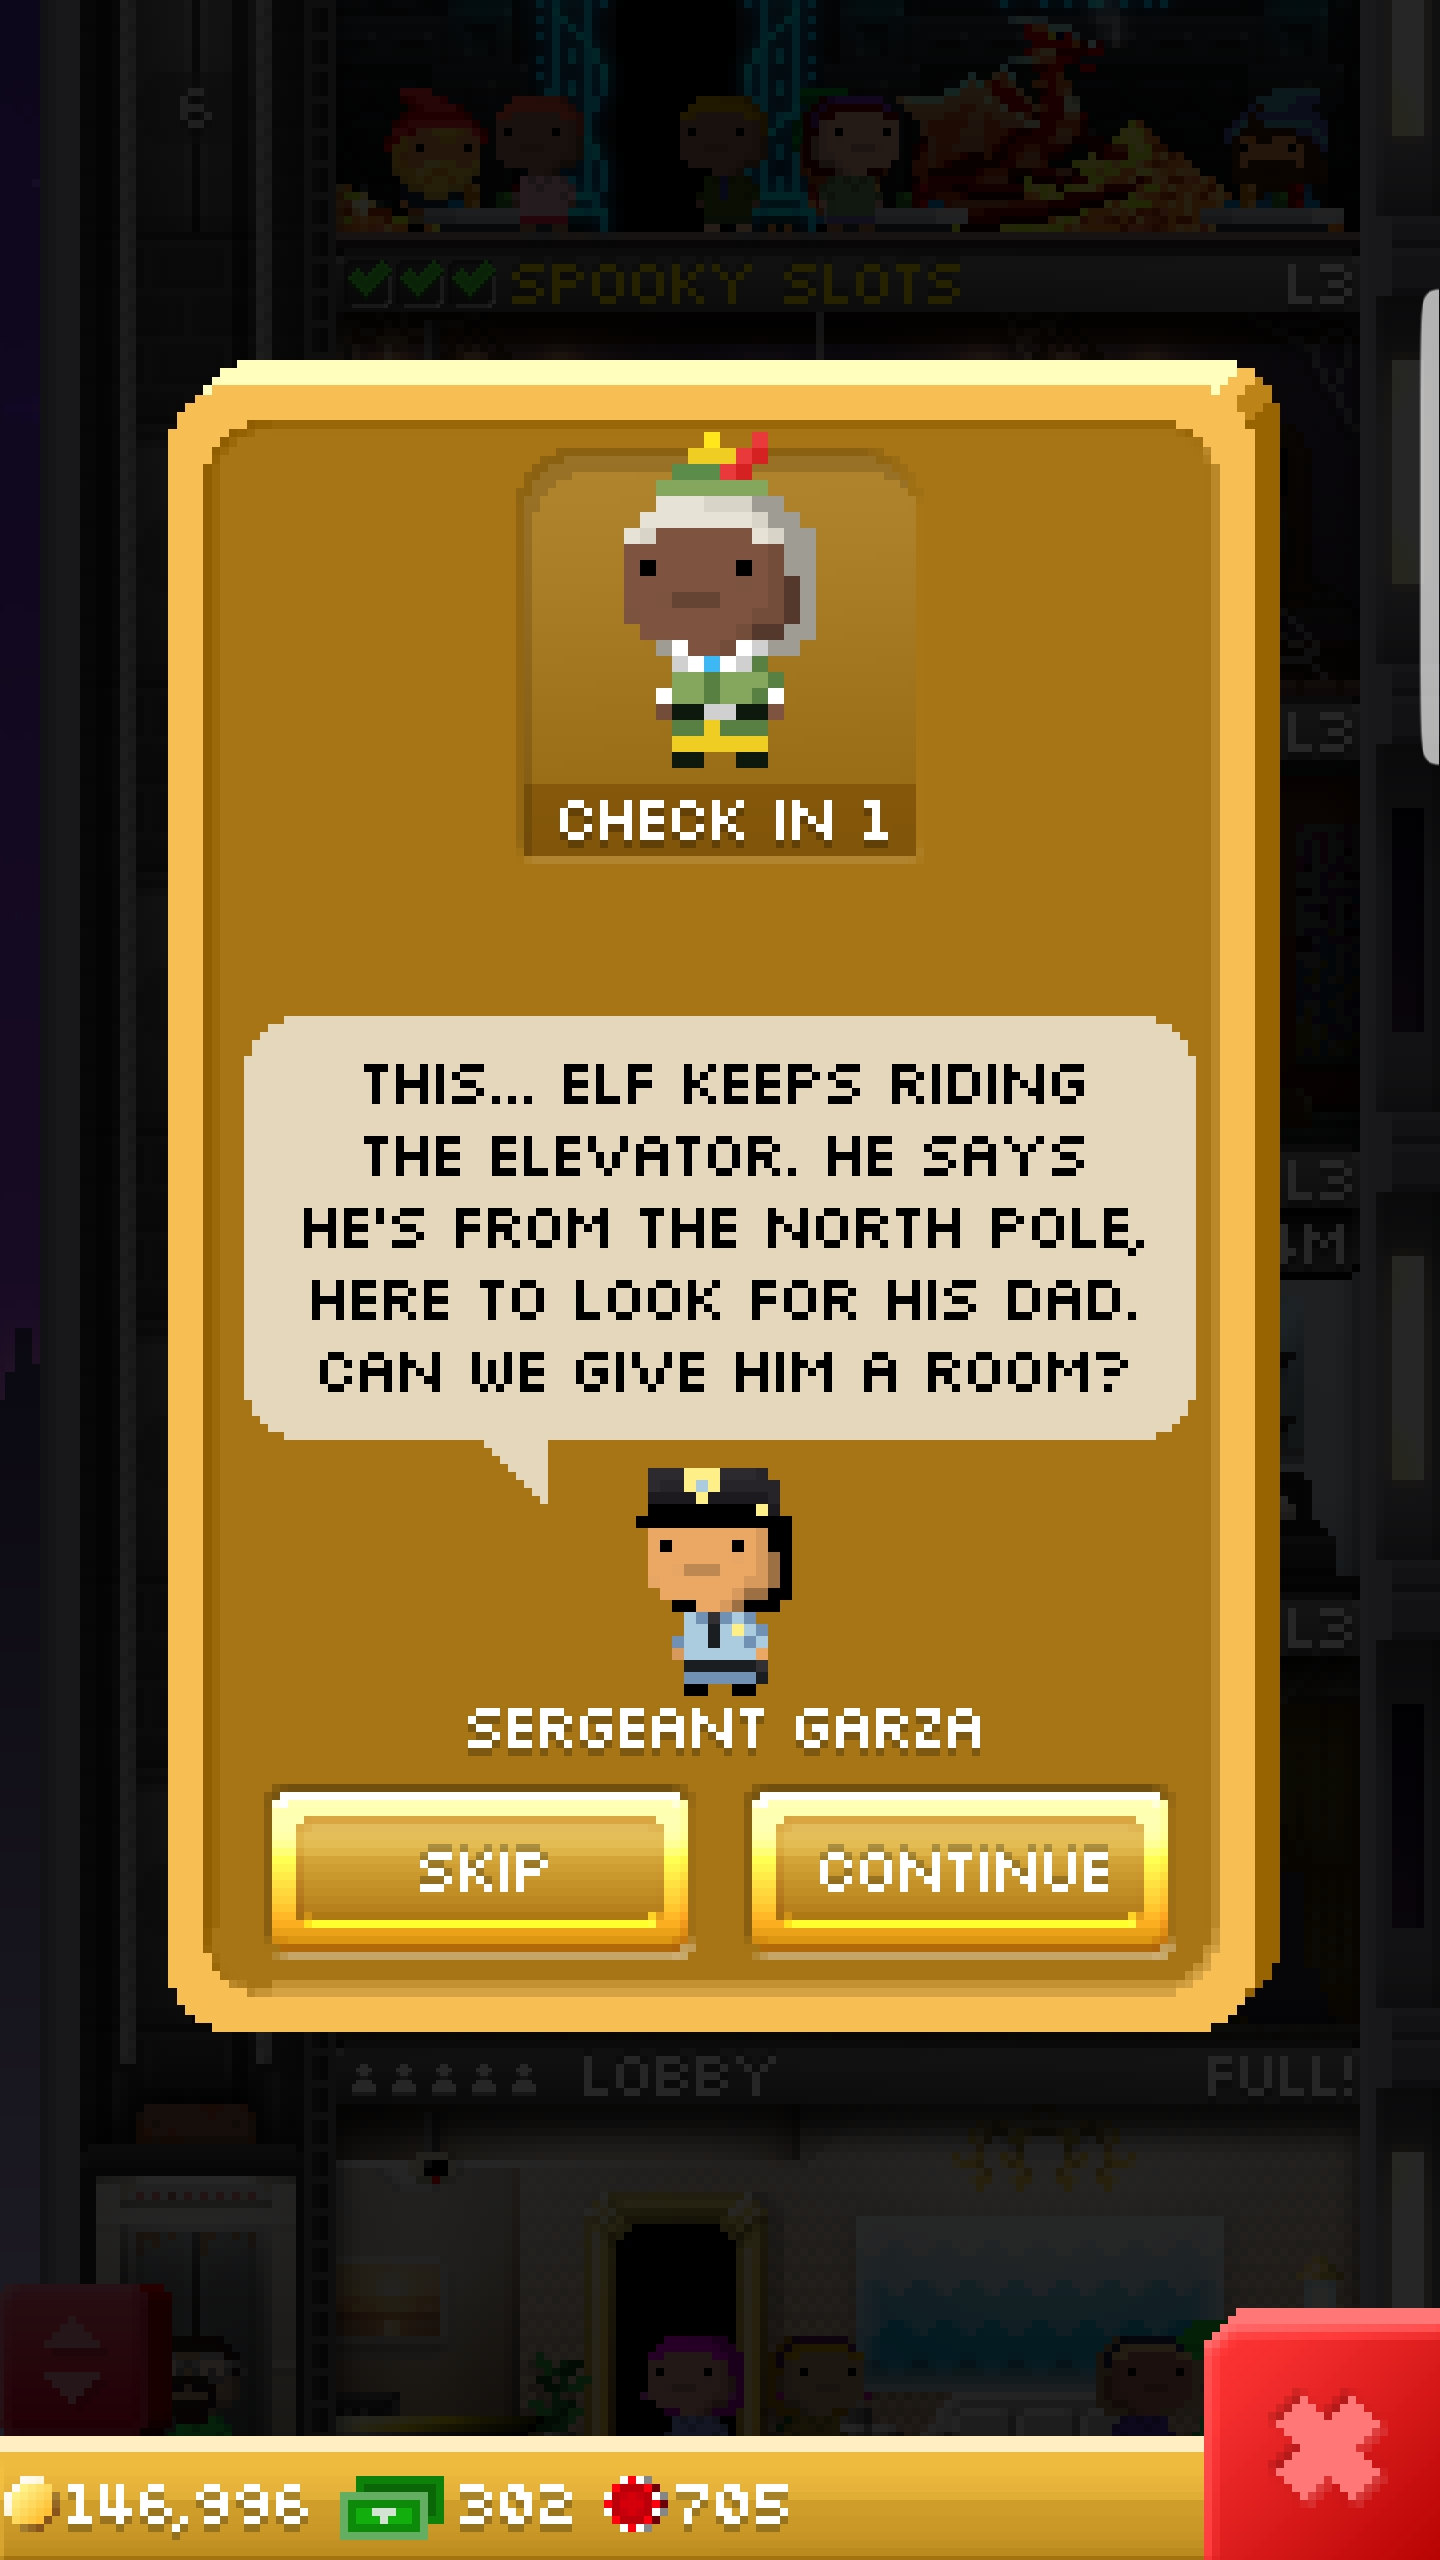 6
SPOOKY SLOTS L3
L3
CHECK IN 1
THIS... ELF KEEPS RIDING
THE ELEVATOR. HE SAYS
HE'S FROM THE NORTH POLE,
HERE TO LOOK FOR HIS DAD.
CAN WE GIVE HIM A ROOM?
L3
L3
SERGEANT GARZA
SKIP CONTINUE
LOBBY FULL!
146,996 302 705